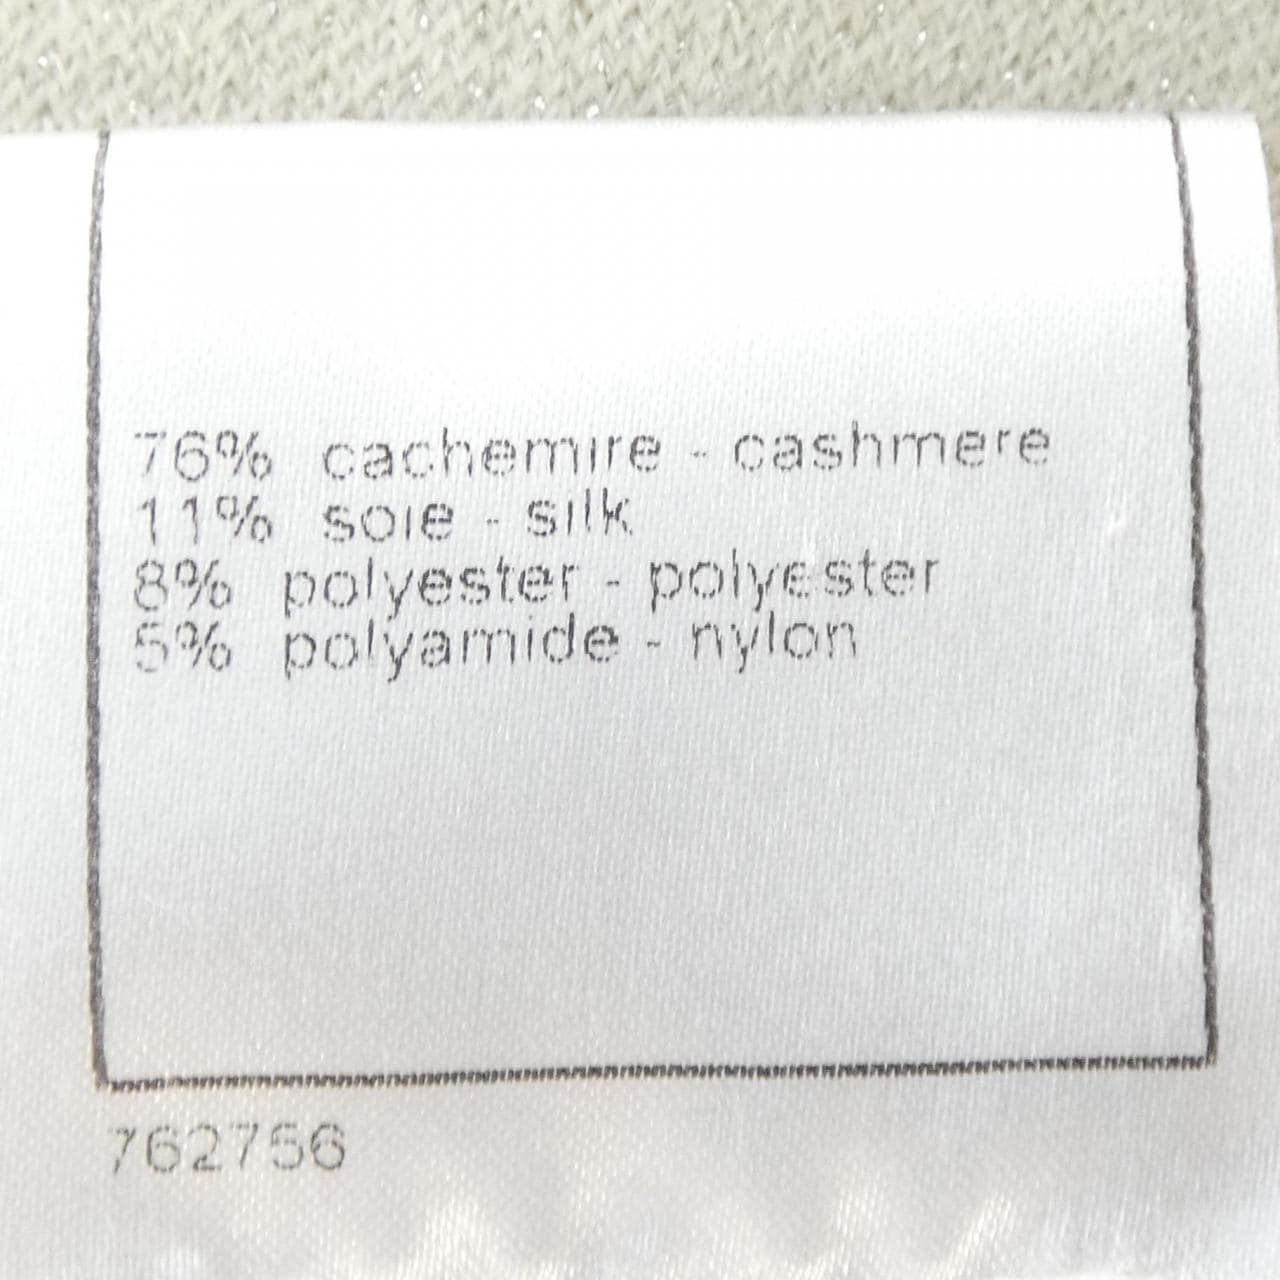 76% cachemire - cashmere
11% soie - silk
8% polyester - polyester
5% polyamide - nylon
762756